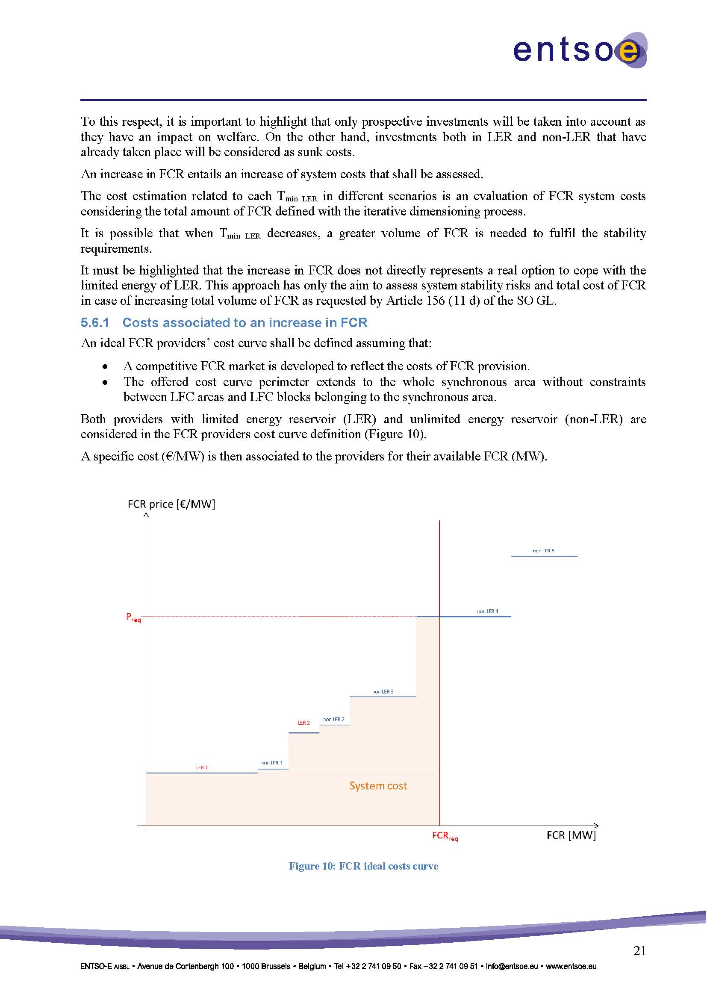 entsoe
To this respect, it is important to highlight that only prospective investments will be taken into account as
they have an impact on welfare. On the other hand, investments both in LER and non-LER that have
already taken place will be considered as sunk costs.
An increase in FCR entails an increase of system costs that shall be assessed.
The cost estimation related to each Tmin LER in different scenarios is an evaluation of FCR system costs
considering the total amount of FCR defined with the iterative dimensioning process.
It is possible that when Tmin LER decreases, a greater volume of FCR is needed to fulfil the stability
requirements.
It must be highlighted that the increase in FCR does not directly represents a real option to cope with the
limited energy of LER. This approach has only the aim to assess system stability risks and total cost of FCR
in case of increasing total volume of FCR as requested by Article 156 (11 d) of the SO GL.
5.6.1 Costs associated to an increase in FCR
An ideal FCR providers’ cost curve shall be defined assuming that:
• A competitive FCR market is developed to reflect the costs of FCR provision.
• The offered cost curve perimeter extends to the whole synchronous area without constraints
between LFC areas and LFC blocks belonging to the synchronous area.
Both providers with limited energy reservoir (LER) and unlimited energy reservoir (non-LER) are
considered in the FCR providers cost curve definition (Figure 10).
A specific cost (€/MW) is then associated to the providers for their available FCR (MW).
FCR price [€/MW]
non LER 5
non LER 4
Preq
non LER 3
non LER 2
LER 2
non LER 1
LER 1
System cost
FCRreq
FCR [MW]
Figure 10: FCR ideal costs curve
21
ENTSO-E AISBL • Avenue de Cortenbergh 100 • 1000 Brussels • Belgium • Tel +32 2 741 09 50 • Fax +32 2 741 09 51 • info@entsoe.eu • www.entsoe.eu